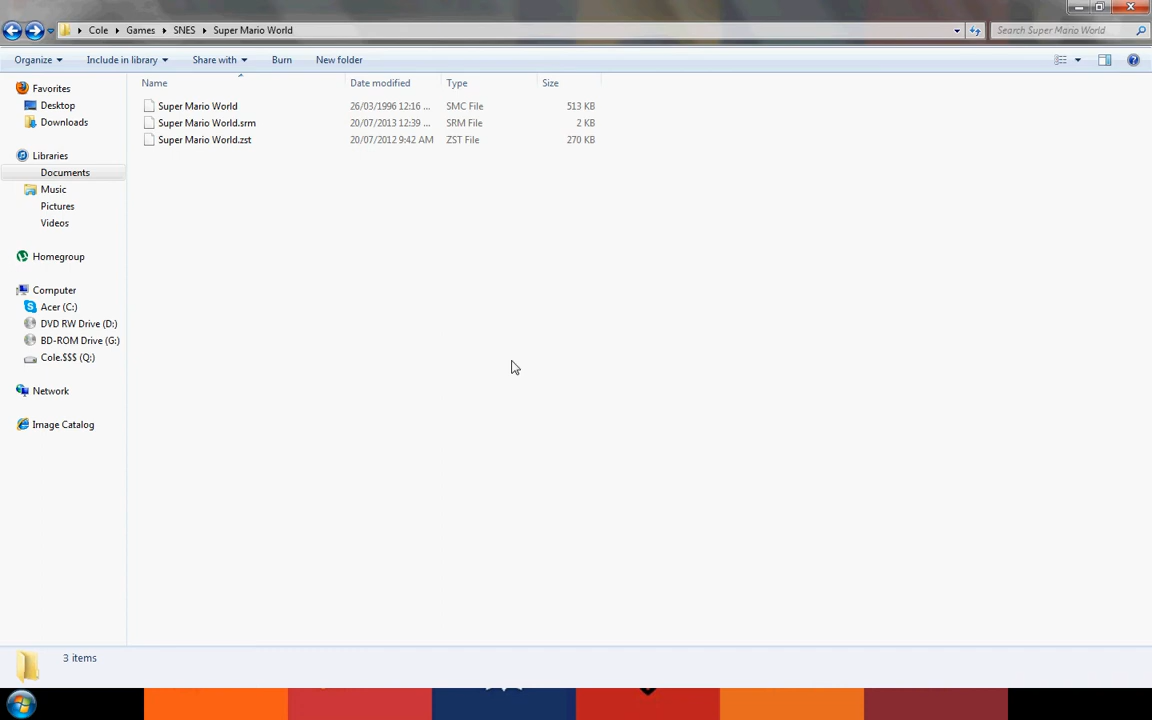 Cole Games SNES Super Mario World
Search Super Mario World
Organize Include in library Share with Burn New folder
Name Date modified Type Size
Super Mario World 26/03/1996 12:16 ... SMC File 513 KB
Super Mario World.srm 20/07/2013 12:39 ... SRM File 2 KB
Super Mario World.zst 20/07/2012 9:42 AM ZST File 270 KB
Favorites
Desktop
Downloads
Libraries
Documents
Music
Pictures
Videos
Homegroup
Computer
Acer (C:)
DVD RW Drive (D:)
BD-ROM Drive (G:)
Cole.$$$ (Q:)
Network
Image Catalog
3 items